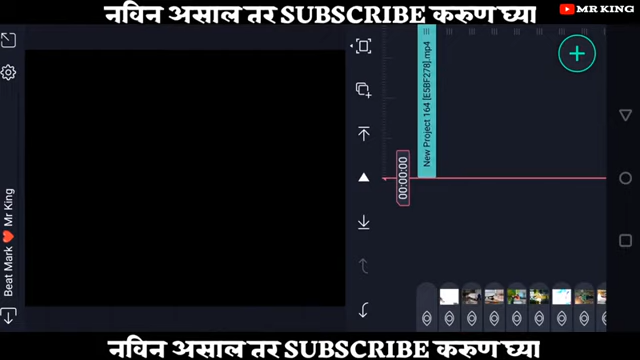 नविन असाल तर SUBSCRIBE करुण घ्या
MR KING
New Project 164 [E5BF278].mp4
00:00:00
Beat Mark ❤️ Mr King
नविन असाल तर SUBSCRIBE करुण घ्या